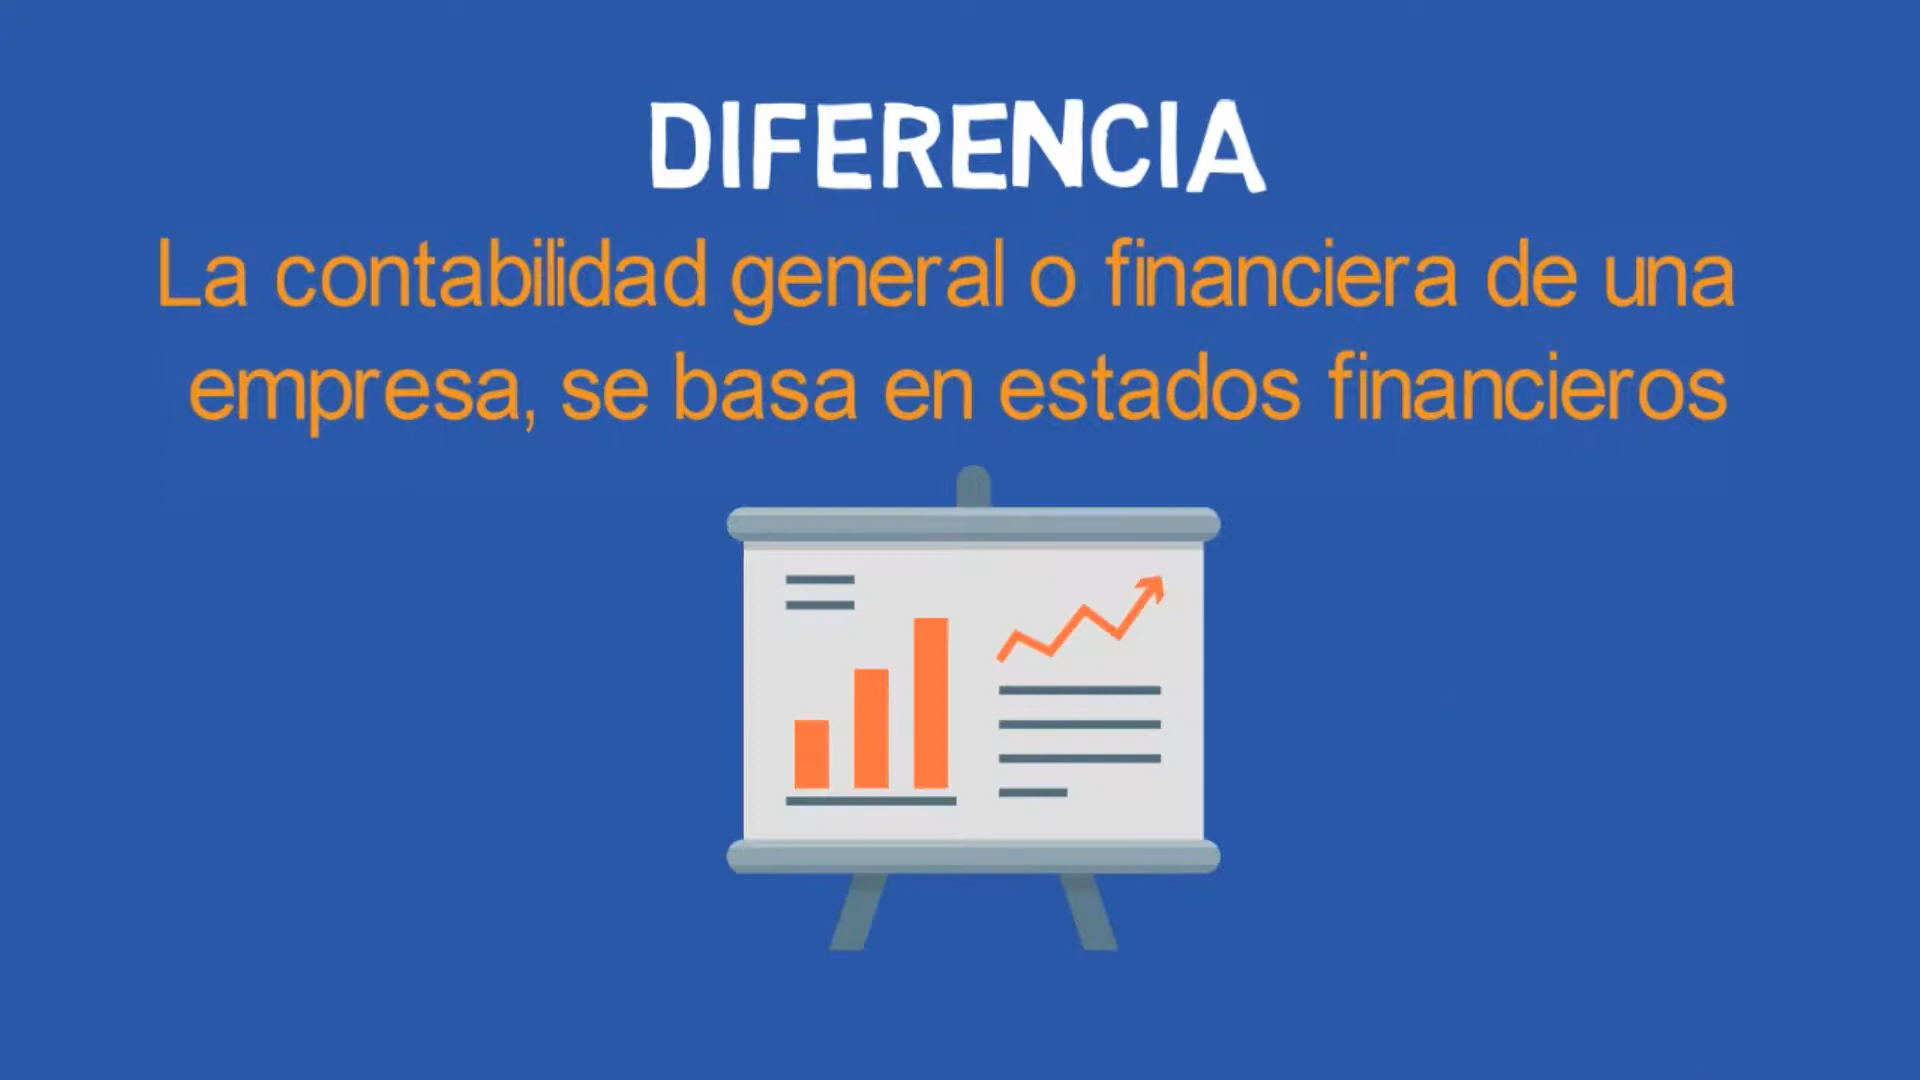 DIFERENCIA
La contabilidad general o financiera de una
empresa, se basa en estados financieros